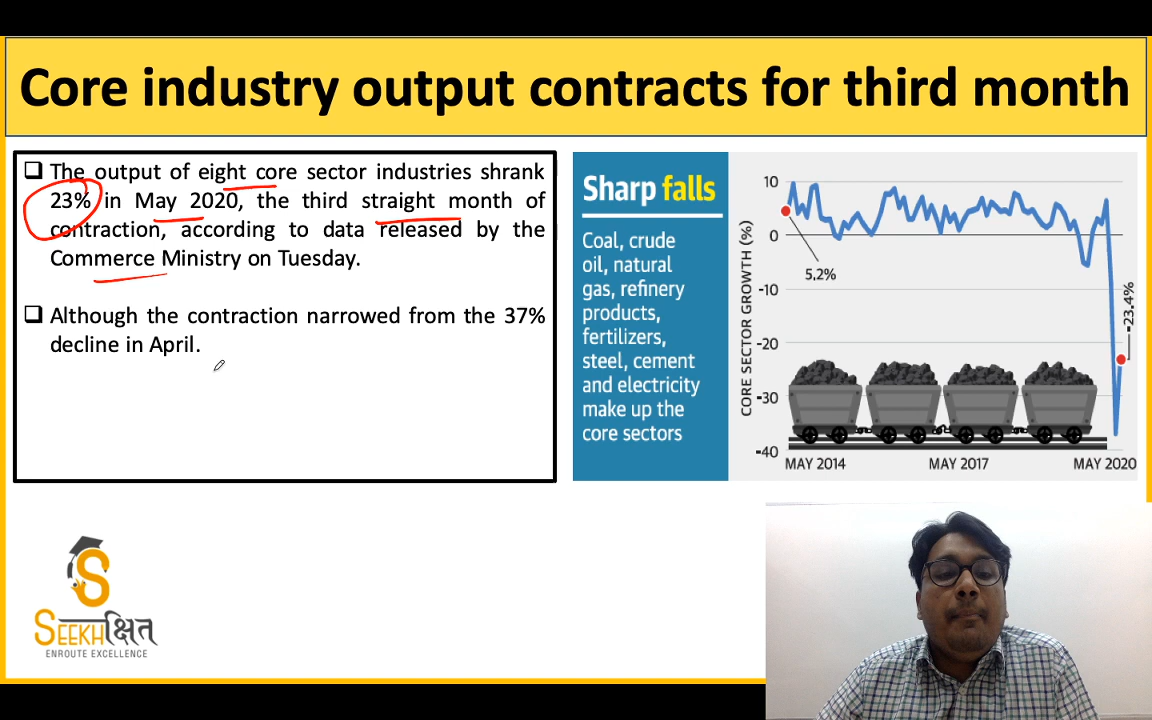 Core industry output contracts for third month
The output of eight core sector industries shrank
23% in May 2020, the third straight month of
contraction, according to data released by the
Commerce Ministry on Tuesday.
Although the contraction narrowed from the 37%
decline in April.
Sharp falls
Coal, crude
oil, natural
gas, refinery
products,
fertilizers,
steel, cement
and electricity
make up the
core sectors
CORE SECTOR GROWTH (%)
10
0
-10
-20
-30
-40
5.2%
-23.4%
MAY 2014
MAY 2017
MAY 2020
S
SEEKHक्षित
ENROUTE EXCELLENCE